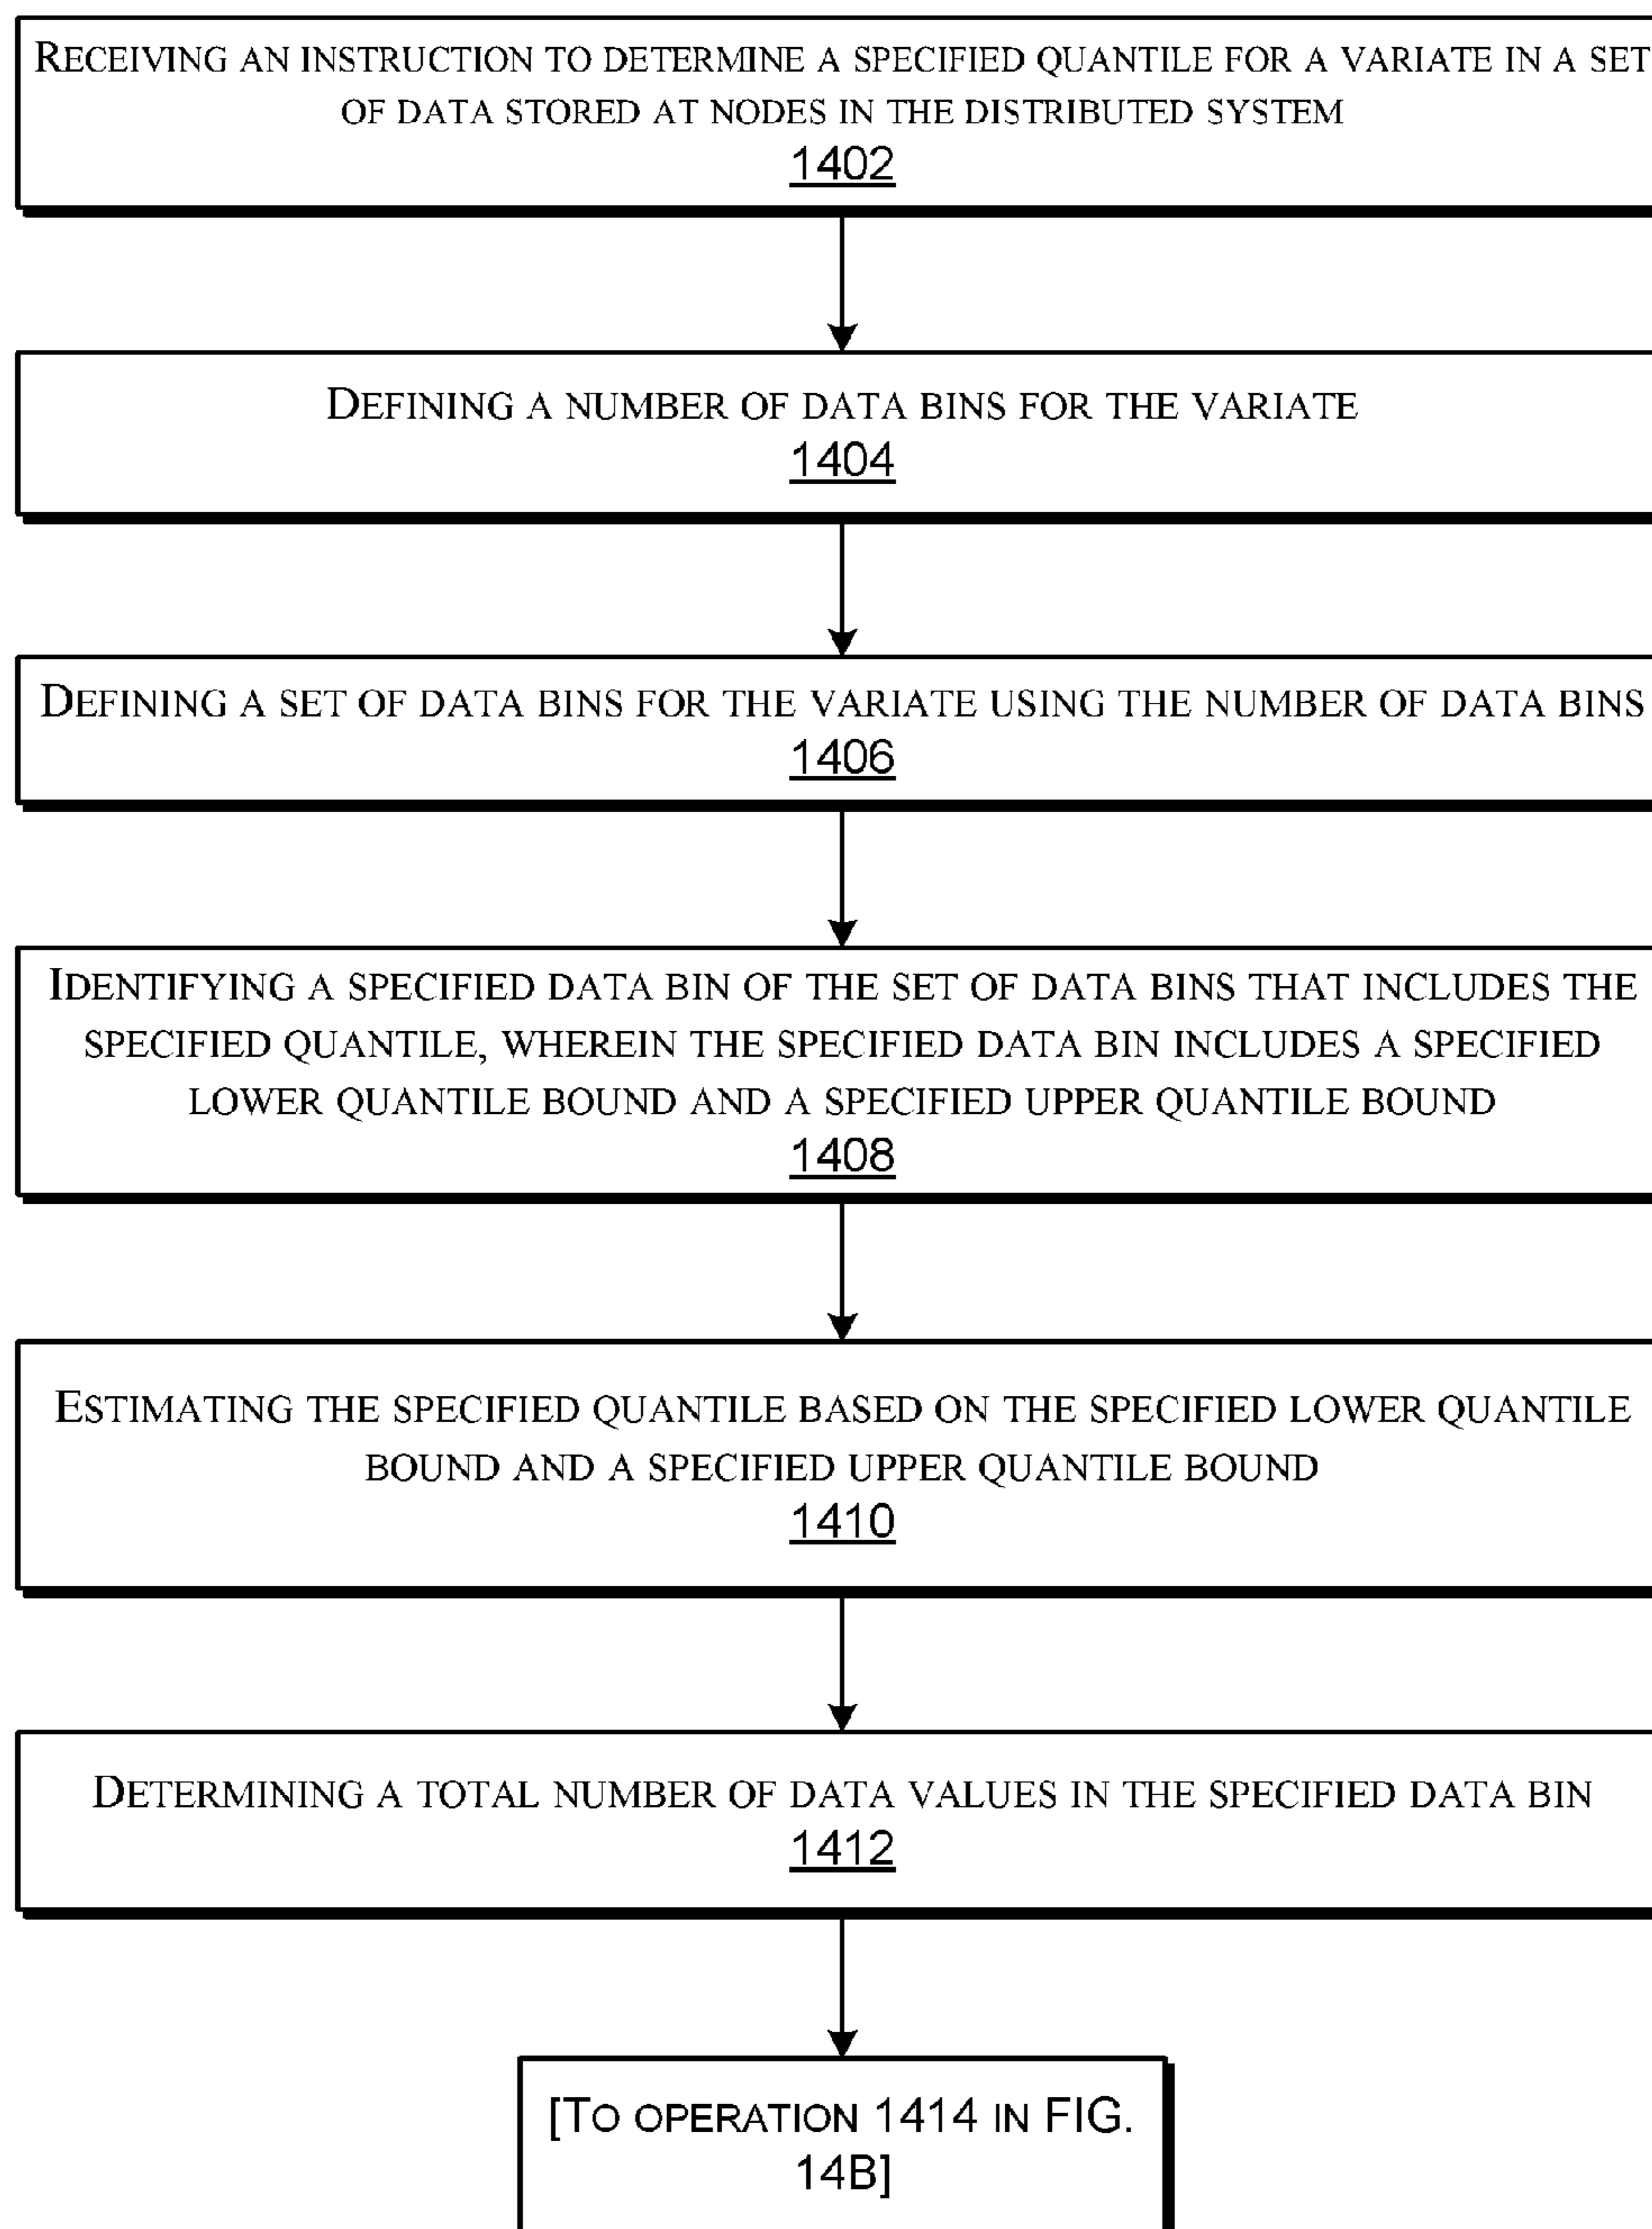 RECEIVING AN INSTRUCTION TO DETERMINE A SPECIFIED QUANTILE FOR A VARIATE IN A SET
OF DATA STORED AT NODES IN THE DISTRIBUTED SYSTEM
1402
DEFINING A NUMBER OF DATA BINS FOR THE VARIATE
1404
DEFINING A SET OF DATA BINS FOR THE VARIATE USING THE NUMBER OF DATA BINS
1406
IDENTIFYING A SPECIFIED DATA BIN OF THE SET OF DATA BINS THAT INCLUDES THE
SPECIFIED QUANTILE, WHEREIN THE SPECIFIED DATA BIN INCLUDES A SPECIFIED
LOWER QUANTILE BOUND AND A SPECIFIED UPPER QUANTILE BOUND
1408
ESTIMATING THE SPECIFIED QUANTILE BASED ON THE SPECIFIED LOWER QUANTILE
BOUND AND A SPECIFIED UPPER QUANTILE BOUND
1410
DETERMINING A TOTAL NUMBER OF DATA VALUES IN THE SPECIFIED DATA BIN
1412
[TO OPERATION 1414 IN FIG.
14B]